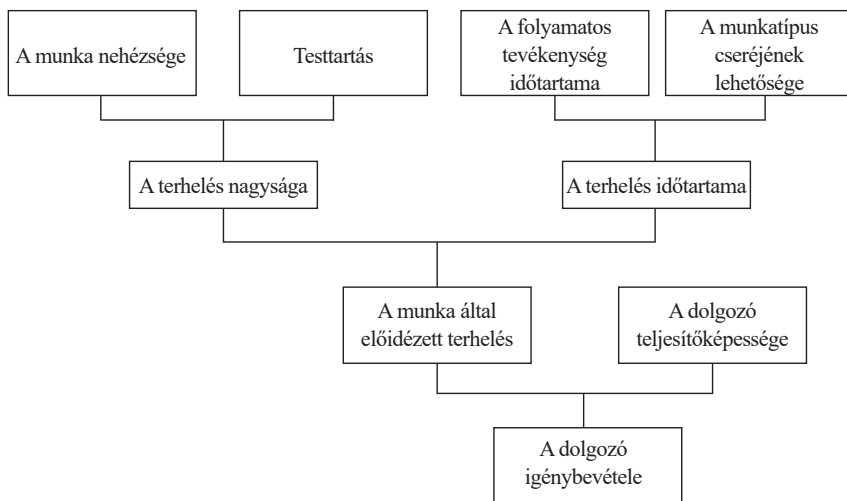 A munka nehézsége
Testtartás
A folyamatos
tevékenység
időtartama
A munkatípus
cseréjének
lehetősége
A terhelés nagysága
A terhelés időtartama
A munka által
előidézett terhelés
A dolgozó
teljesítőképessége
A dolgozó
igénybevétele